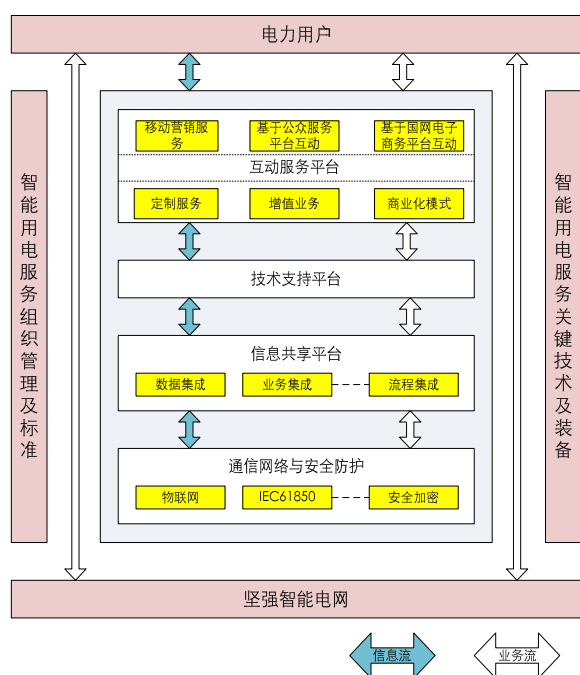 电力用户
智能用电服务组织管理及标准
移动营销服
务
基于公众服务
平台互动
基于国网电子
商务平台互动
互动服务平台
定制服务
增值业务
商业化模式
技术支持平台
信息共享平台
数据集成
业务集成
流程集成
通信网络与安全防护
物联网
IEC61850
安全加密
智能用电服务关键技术及装备
坚强智能电网
信息流
业务流